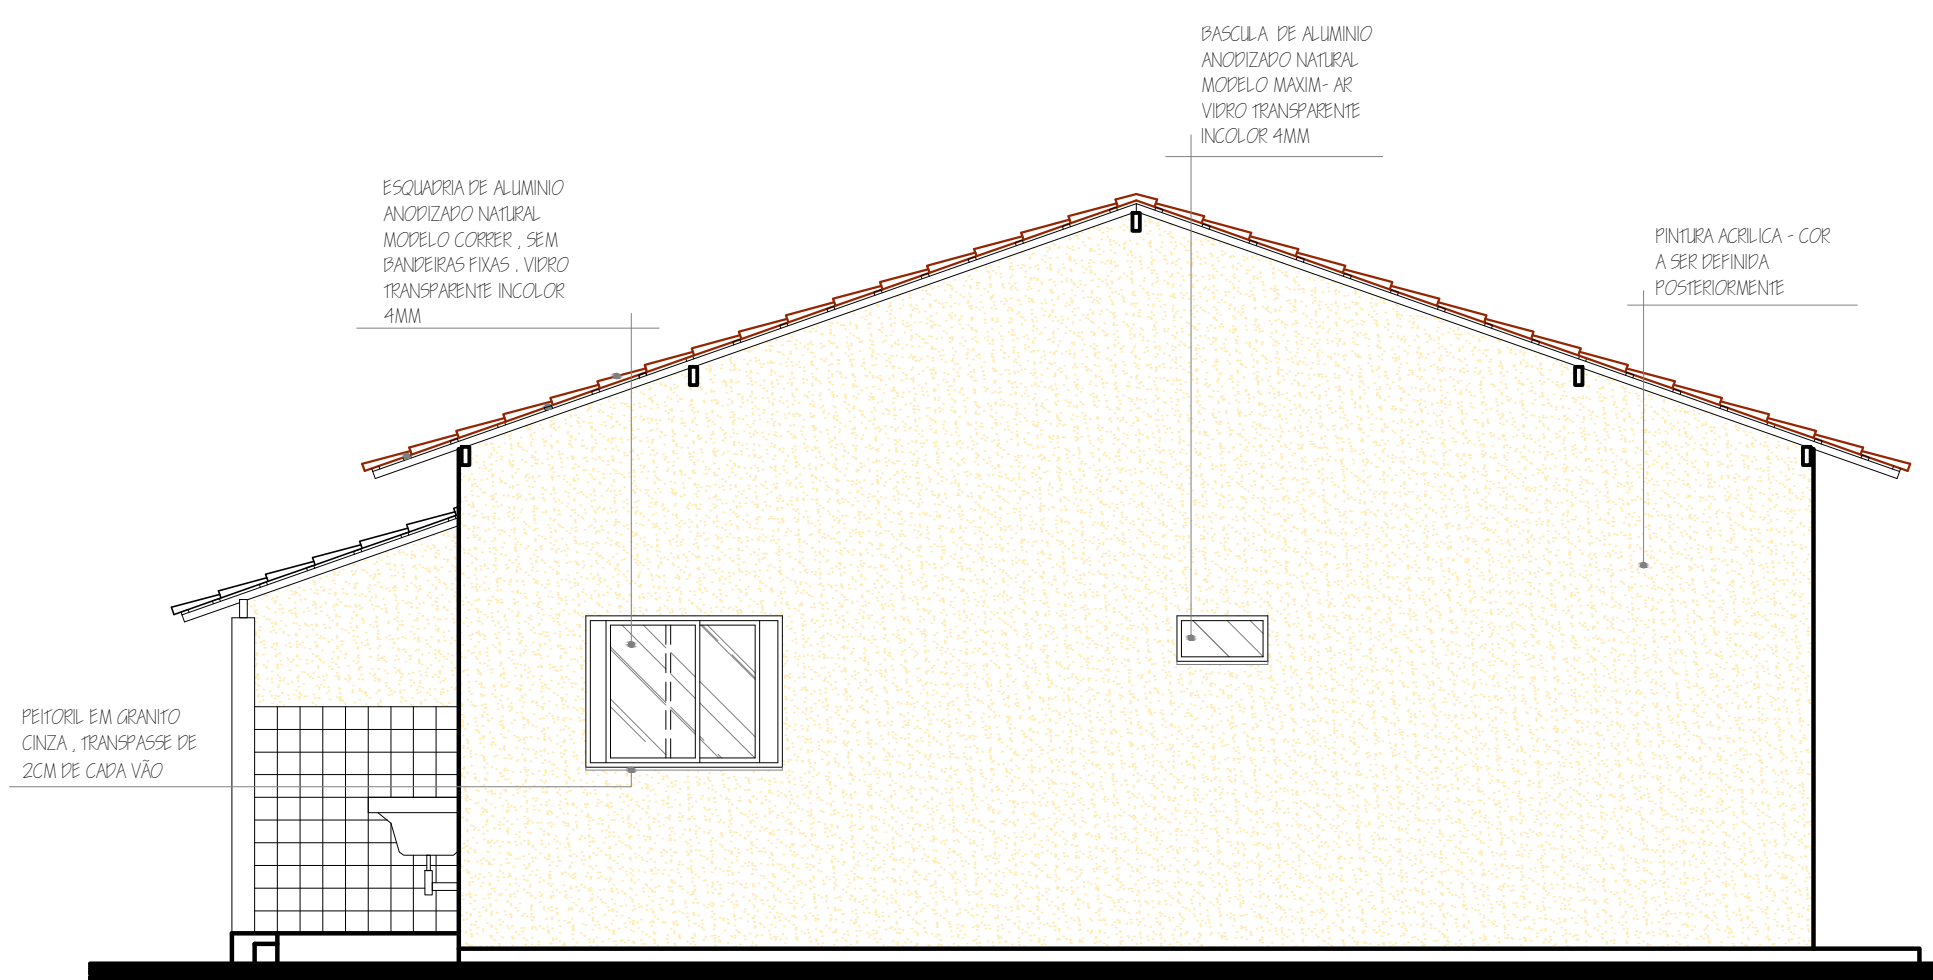 BASCULA DE ALUMINIO
ANODIZADO NATURAL
MODELO MAXIM- AR
VIDRO TRANSPARENTE
INCOLOR 4MM
ESQUADRIA DE ALUMINIO
ANODIZADO NATURAL
MODELO CORRER , SEM
BANDEIRAS FIXAS . VIDRO
TRANSPARENTE INCOLOR
4MM
PINTURA ACRILICA - COR
A SER DEFINIDA
POSTERIORMENTE
PEITORIL EM GRANITO
CINZA , TRANSPASSE DE
2CM DE CADA VÃO